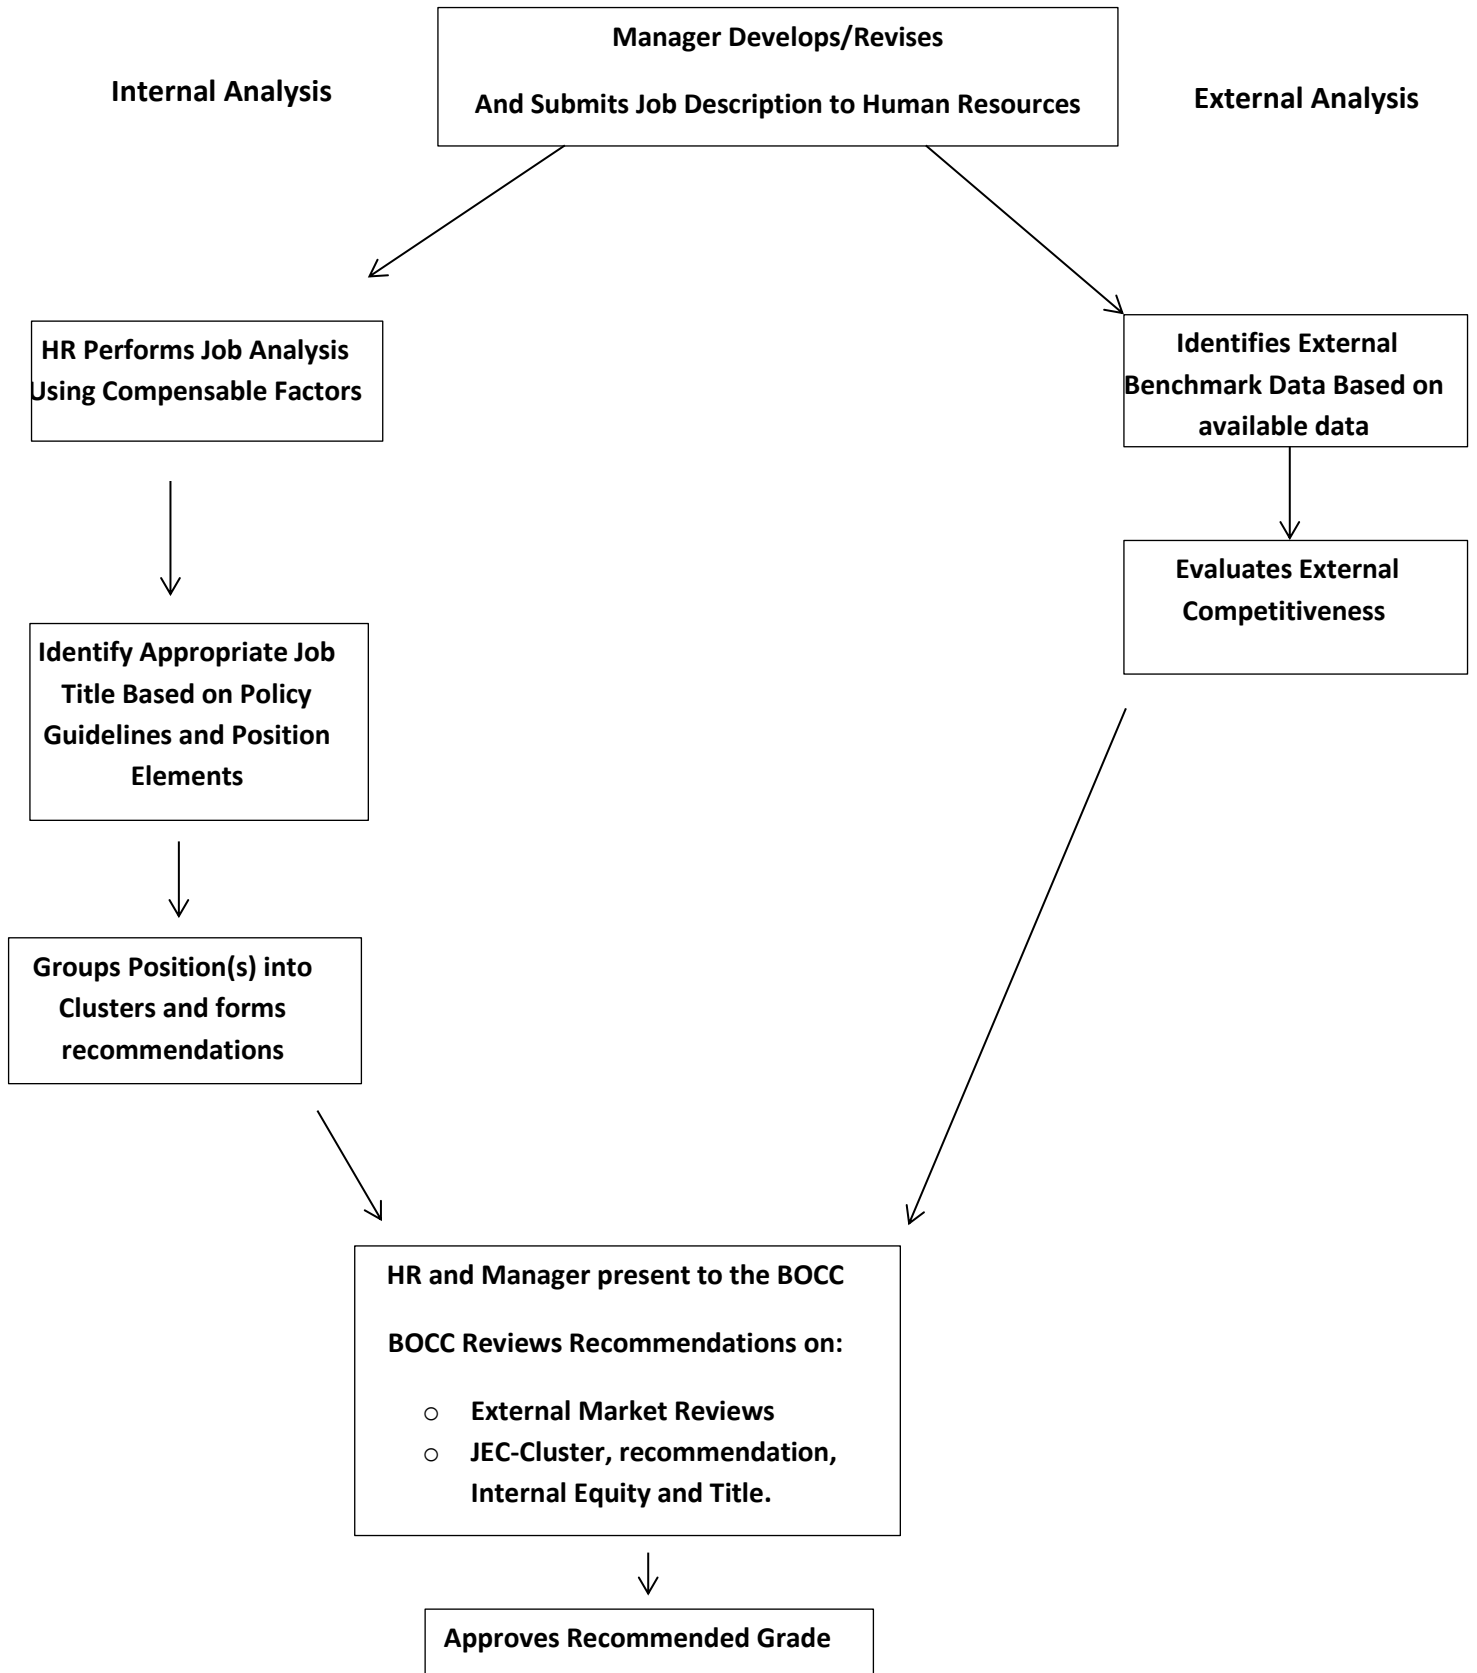 Manager Develops/Revises
And Submits Job Description to Human Resources
Internal Analysis
External Analysis
HR Performs Job Analysis
Using Compensable Factors
Identifies External
Benchmark Data Based on
available data
Evaluates External
Competitiveness
Identify Appropriate Job
Title Based on Policy
Guidelines and Position
Elements
Groups Position(s) into
Clusters and forms
recommendations
HR and Manager present to the BOCC
BOCC Reviews Recommendations on:
o External Market Reviews
o JEC-Cluster, recommendation,
Internal Equity and Title.
Approves Recommended Grade